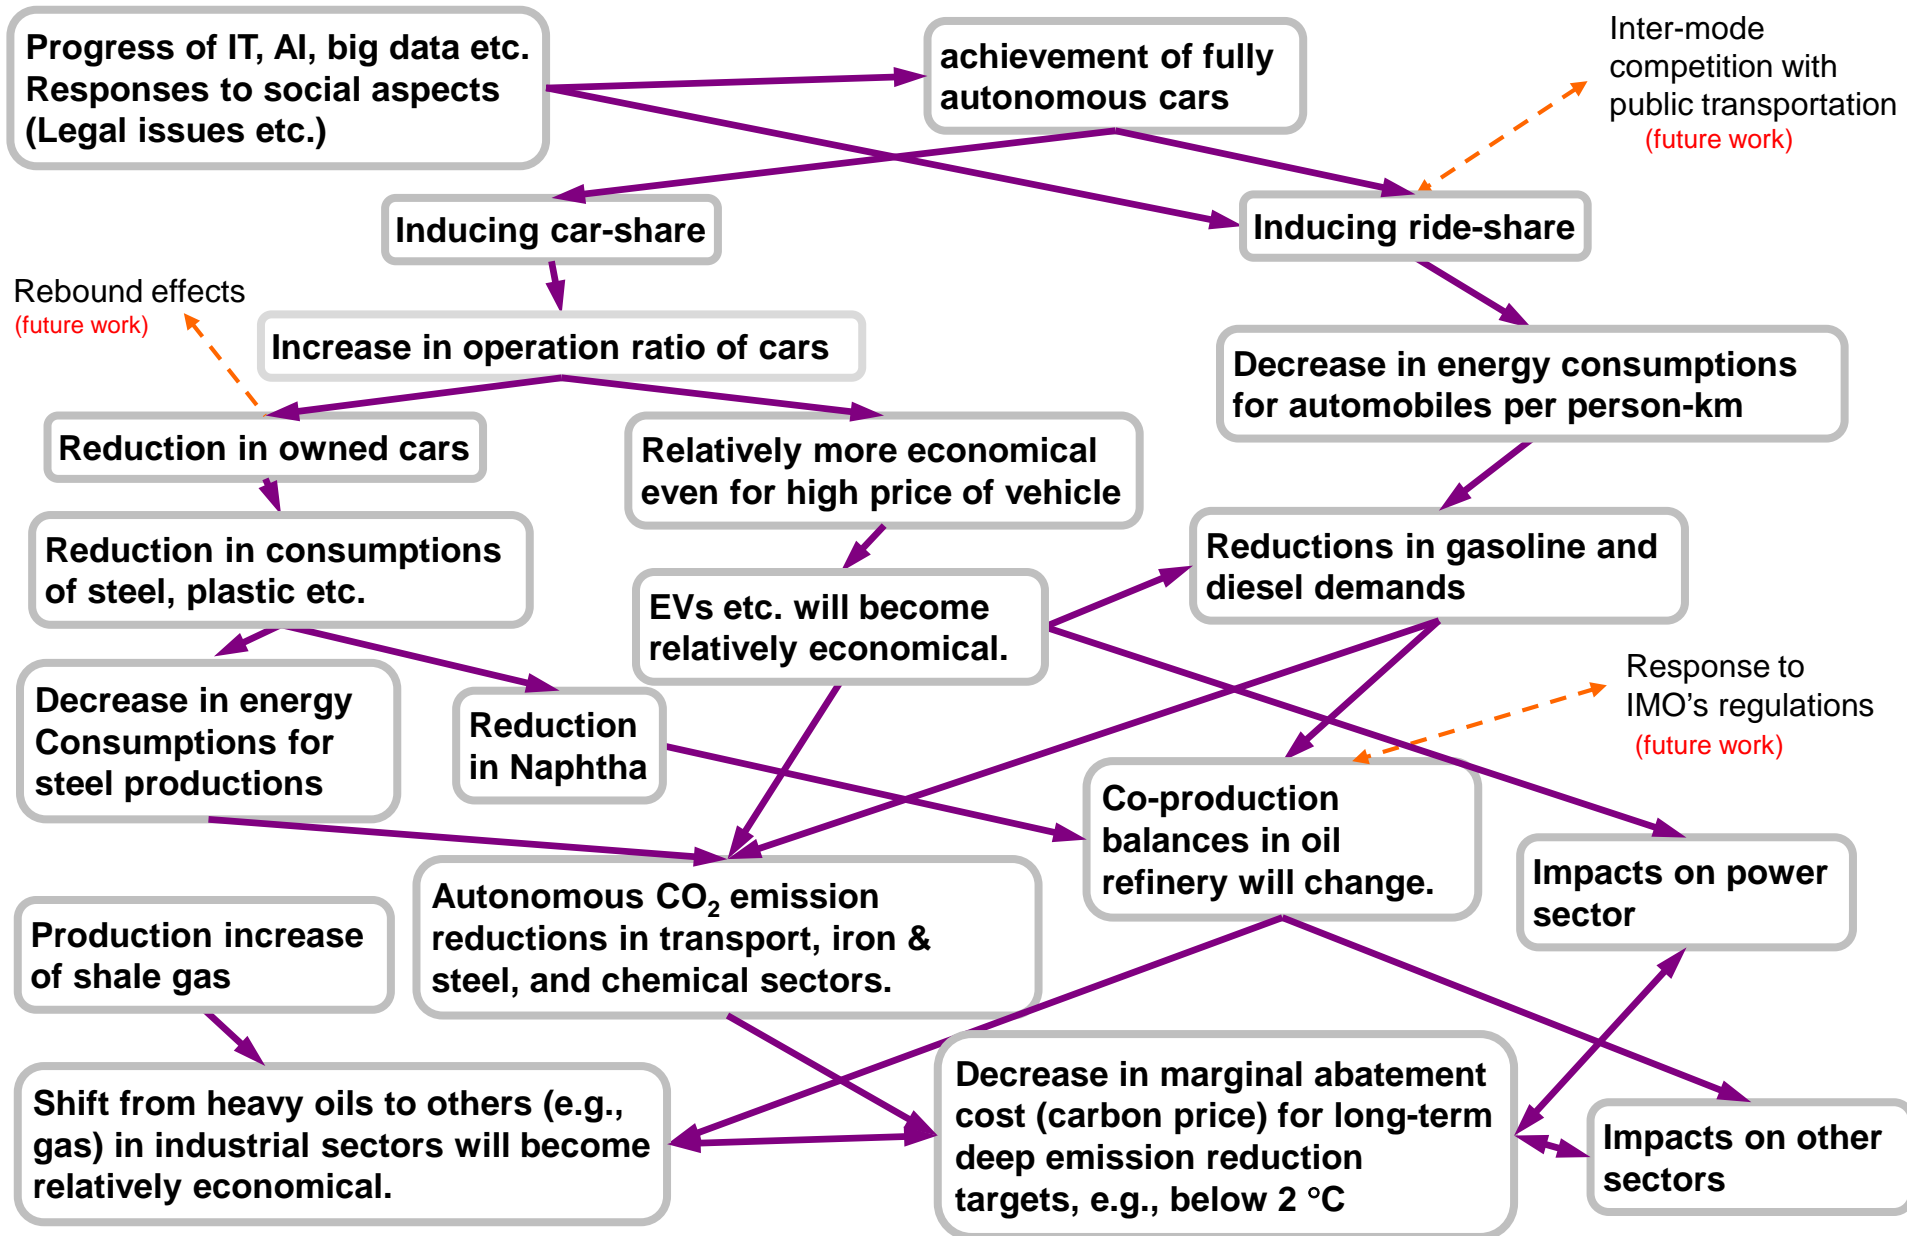 Progress of IT, AI, big data etc.
Responses to social aspects
(Legal issues etc.)
achievement of fully
autonomous cars
Inter-mode
competition with
public transportation
(future work)
Inducing car-share
Inducing ride-share
Rebound effects
(future work)
Increase in operation ratio of cars
Decrease in energy consumptions
for automobiles per person-km
Reduction in owned cars
Relatively more economical
even for high price of vehicle
Reduction in consumptions
of steel, plastic etc.
EVs etc. will become
relatively economical.
Reductions in gasoline and
diesel demands
Decrease in energy
Consumptions for
steel productions
Reduction
in Naphtha
Response to
IMO’s regulations
(future work)
Co-production
balances in oil
refinery will change.
Impacts on power
sector
Autonomous CO₂ emission
reductions in transport, iron &
steel, and chemical sectors.
Production increase
of shale gas
Shift from heavy oils to others (e.g.,
gas) in industrial sectors will become
relatively economical.
Decrease in marginal abatement
cost (carbon price) for long-term
deep emission reduction
targets, e.g., below 2 °C
Impacts on other
sectors